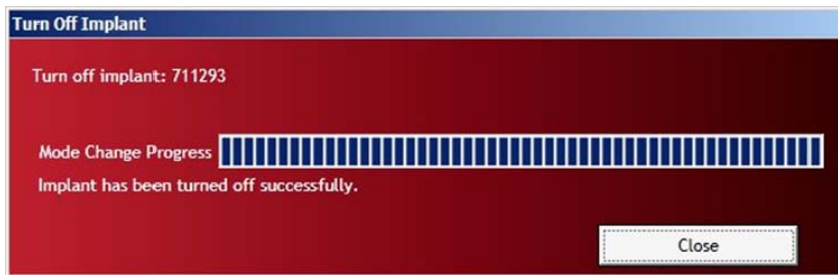 Turn Off Implant
Turn off implant: 711293
Mode Change Progress
Implant has been turned off successfully.
Close